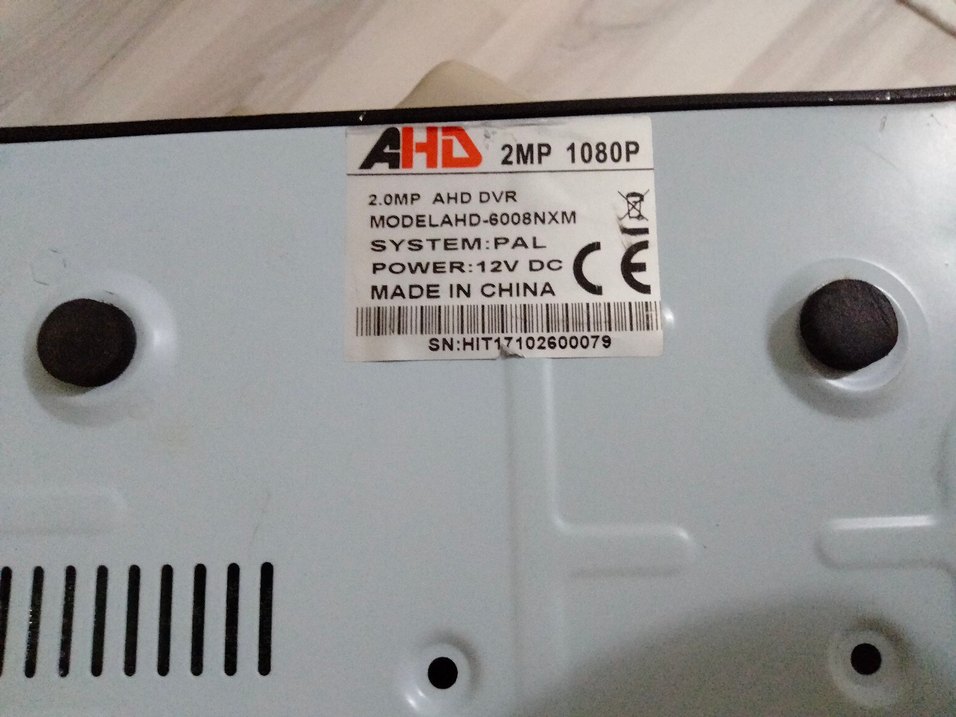 AHD 2MP 1080P
2.0MP AHD DVR
MODELAHD-6008NXM
SYSTEM:PAL
POWER:12V DC
CE
MADE IN CHINA
SN:HIT17102600079